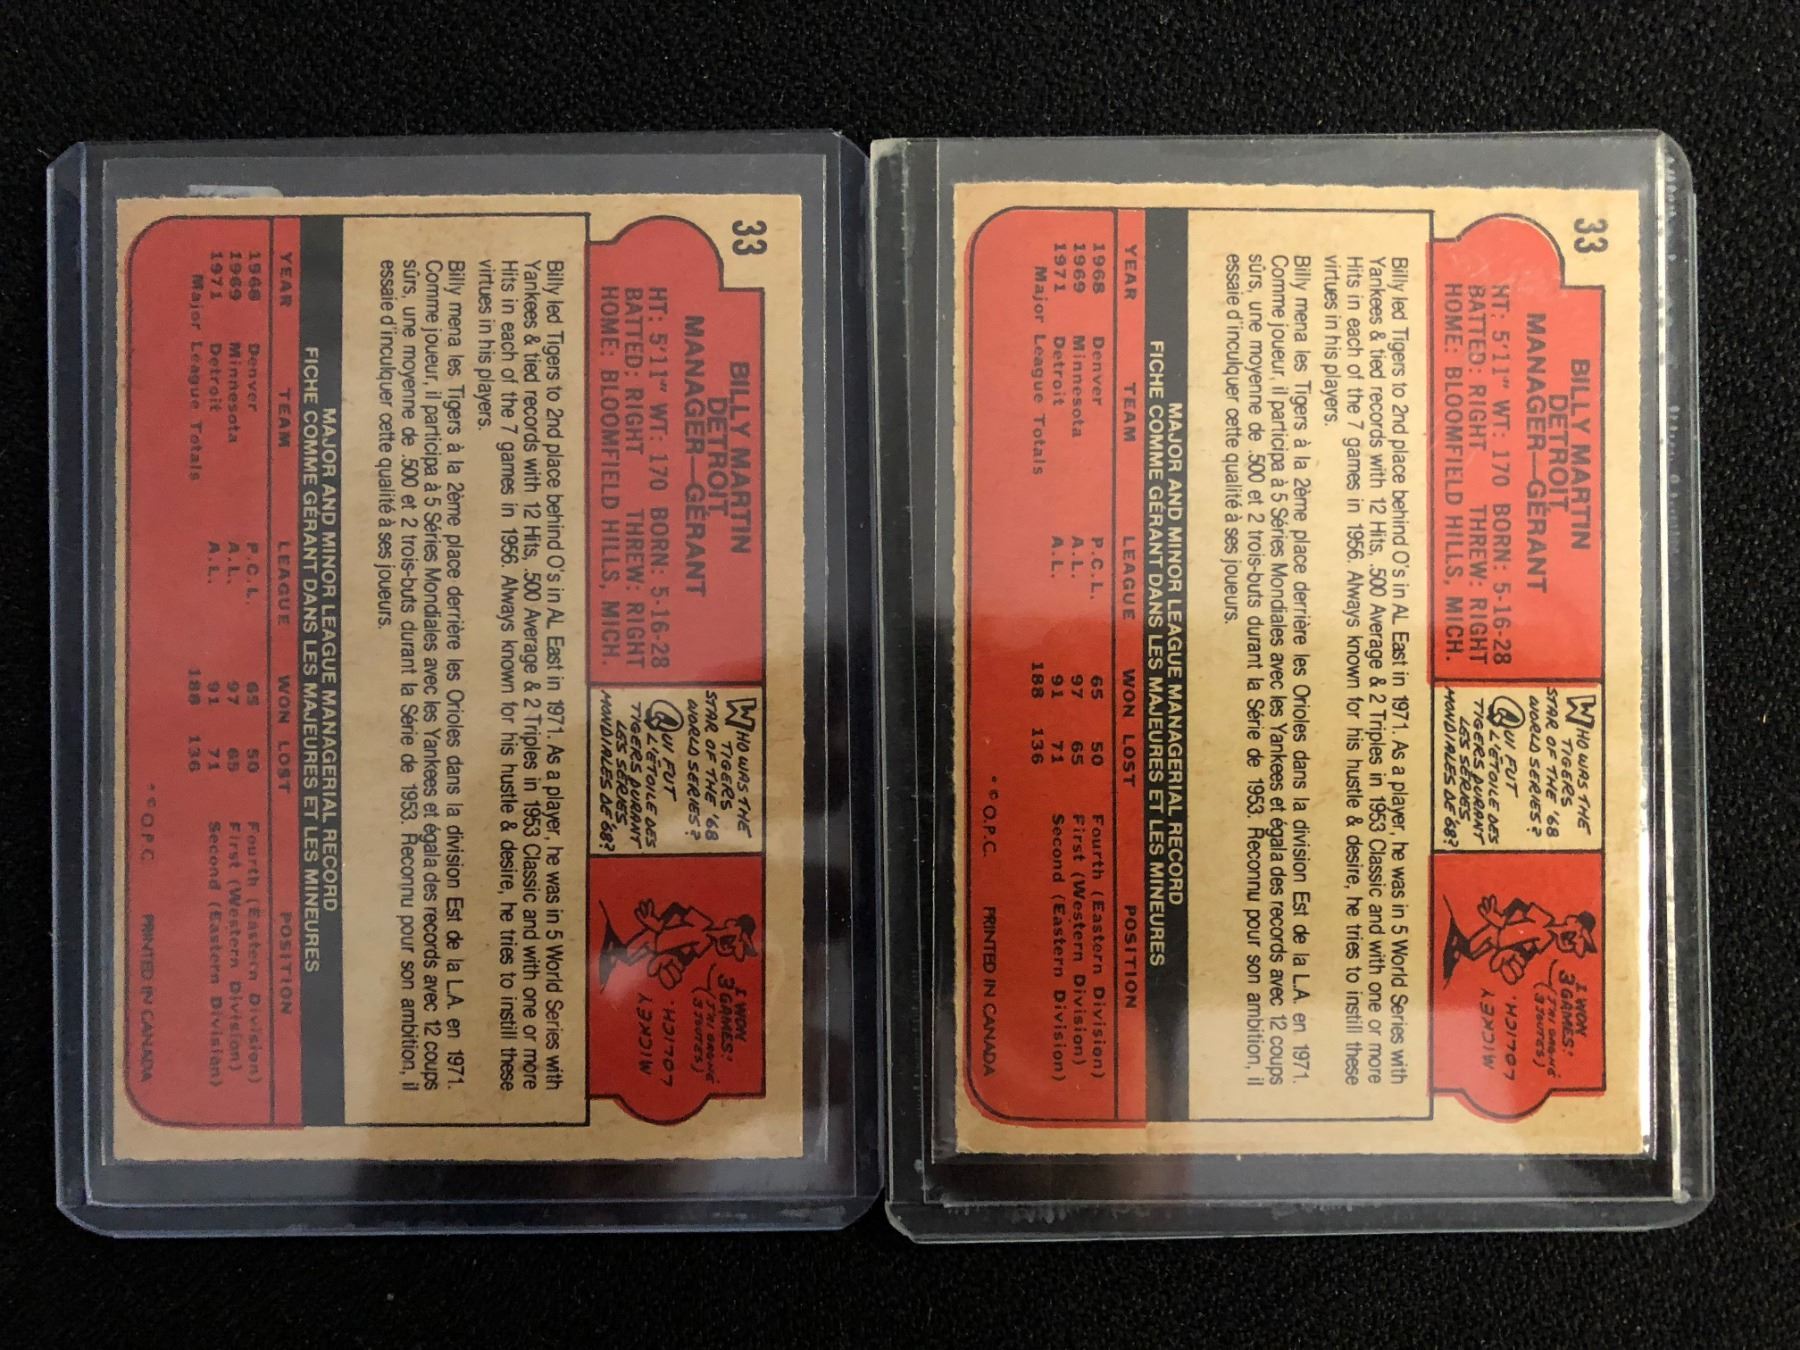 33
BILLY MARTIN
DETROIT
MANAGER—GÉRANT
HT: 5'11" WT: 170 BORN: 5-16-28
BATTED: RIGHT THREW: RIGHT
HOME: BLOOMFIELD HILLS, MICH.
WHO WAS THE
TIGERS
STAR OF THE '68
WORLD SERIES?
QUI FUT
L'ÉTOILE DES
TIGERS DURANT
LES SÉRIES
MONDIALES DE '68?
I WON
3 GAMES!
(J'AI GAGNÉ
3 JOUTES)
MICKEY
LOLICH.
Billy led Tigers to 2nd place behind O's in AL East in 1971. As a player, he was in 5 World Series with
Yankees & tied records with 12 Hits, .500 Average & 2 Triples in 1953 Classic and with one or more
Hits in each of the 7 games in 1956. Always known for his hustle & desire, he tries to instill these
virtues in his players.
Billy mena les Tigers à la 2ème place derrière les Orioles dans la division Est de la L.A. en 1971.
Comme joueur, il participa à 5 Séries Mondiales avec les Yankees et égala des records avec 12 coups
sûrs, une moyenne de .500 et 2 trois-buts durant la Série de 1953. Reconnu pour son ambition, il
essaie d'inculquer cette qualité à ses joueurs.
MAJOR AND MINOR LEAGUE MANAGERIAL RECORD
FICHE COMME GÉRANT DANS LES MAJEURES ET LES MINEURES
YEAR TEAM LEAGUE WON LOST POSITION
1968 Denver P.C.L. 65 50 Fourth (Eastern Division)
1969 Minnesota A.L. 97 65 First (Western Division)
1971 Detroit A.L. 91 71 Second (Eastern Division)
Major League Totals 188 136
* © O.P.C. PRINTED IN CANADA
33
BILLY MARTIN
DETROIT
MANAGER—GÉRANT
HT: 5'11" WT: 170 BORN: 5-16-28
BATTED: RIGHT THREW: RIGHT
HOME: BLOOMFIELD HILLS, MICH.
WHO WAS THE
TIGERS
STAR OF THE '68
WORLD SERIES?
QUI FUT
L'ÉTOILE DES
TIGERS DURANT
LES SÉRIES
MONDIALES DE '68?
I WON
3 GAMES!
(J'AI GAGNÉ
3 JOUTES)
MICKEY
LOLICH.
Billy led Tigers to 2nd place behind O's in AL East in 1971. As a player, he was in 5 World Series with
Yankees & tied records with 12 Hits, .500 Average & 2 Triples in 1953 Classic and with one or more
Hits in each of the 7 games in 1956. Always known for his hustle & desire, he tries to instill these
virtues in his players.
Billy mena les Tigers à la 2ème place derrière les Orioles dans la division Est de la L.A. en 1971.
Comme joueur, il participa à 5 Séries Mondiales avec les Yankees et égala des records avec 12 coups
sûrs, une moyenne de .500 et 2 trois-buts durant la Série de 1953. Reconnu pour son ambition, il
essaie d'inculquer cette qualité à ses joueurs.
MAJOR AND MINOR LEAGUE MANAGERIAL RECORD
FICHE COMME GÉRANT DANS LES MAJEURES ET LES MINEURES
YEAR TEAM LEAGUE WON LOST POSITION
1968 Denver P.C.L. 65 50 Fourth (Eastern Division)
1969 Minnesota A.L. 97 65 First (Western Division)
1971 Detroit A.L. 91 71 Second (Eastern Division)
Major League Totals 188 136
* © O.P.C. PRINTED IN CANADA